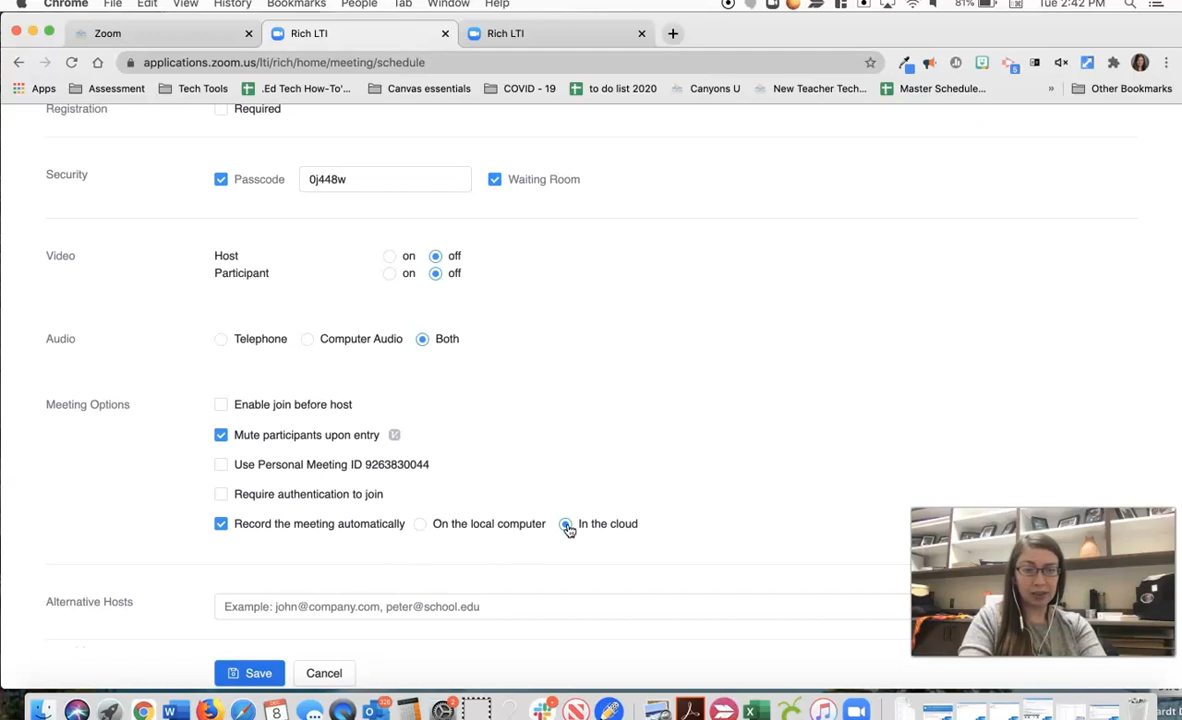 Chrome File Edit View History Bookmarks People Tab Window Help 81% Tue 2:42 PM
Zoom Rich LTI Rich LTI
applications.zoom.us/lti/rich/home/meeting/schedule
Apps Assessment Tech Tools .Ed Tech How-To'... Canvas essentials COVID - 19 to do list 2020 Canyons U New Teacher Tech... Master Schedule... » Other Bookmarks
Registration Required
Security Passcode 0j448w Waiting Room
Video Host on off
Participant on off
Audio Telephone Computer Audio Both
Meeting Options Enable join before host
Mute participants upon entry
Use Personal Meeting ID 9263830044
Require authentication to join
Record the meeting automatically On the local computer In the cloud
Alternative Hosts Example: john@company.com, peter@school.edu
Save Cancel